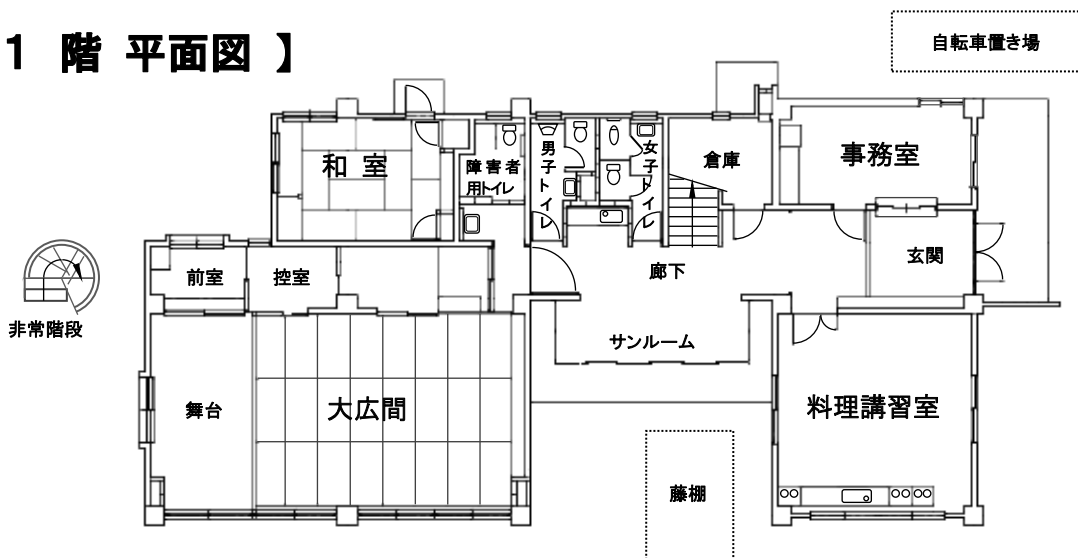 1 階 平面図 】
自転車置き場
和 室
障害者
用トイレ
男子トイレ
女子トイレ
倉庫
事務室
玄関
廊下
前室
控室
非常階段
サンルーム
舞台
大広間
料理講習室
藤棚